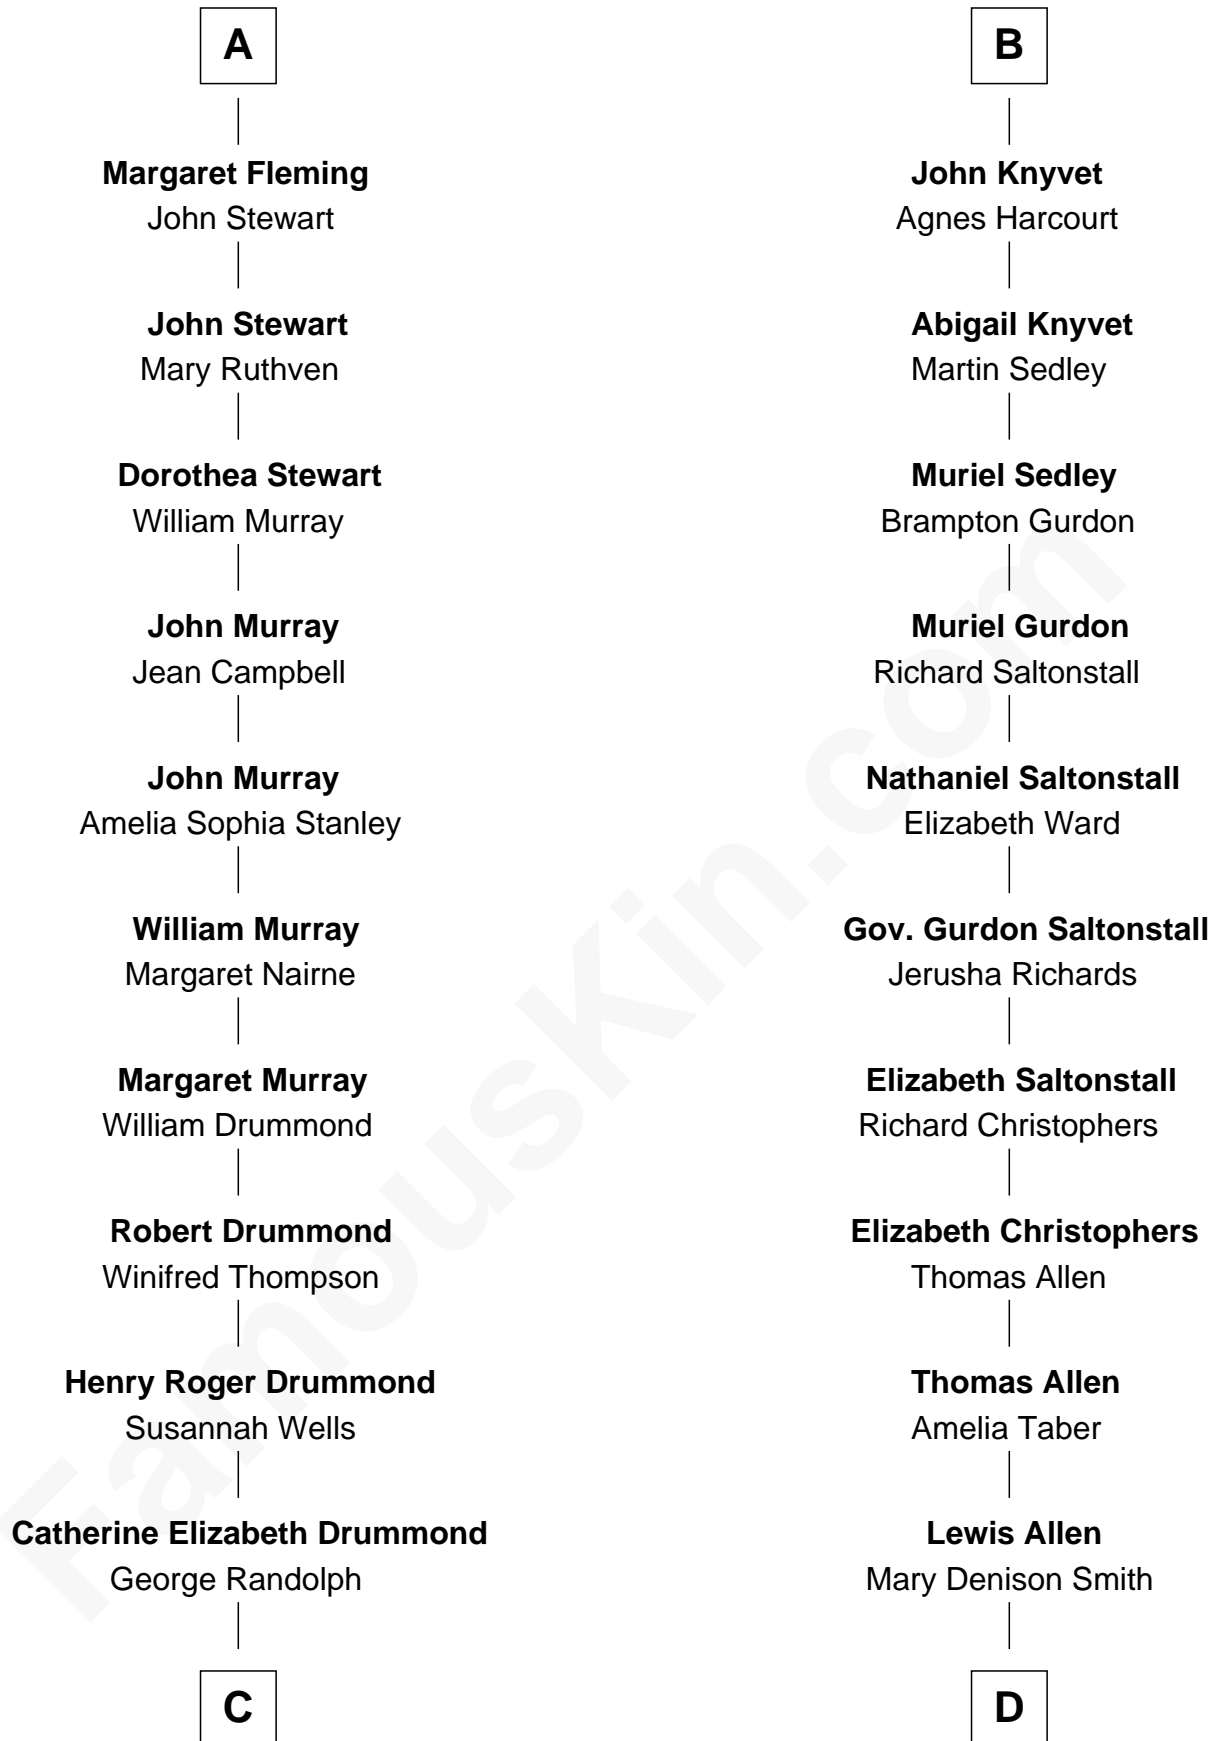 A
Margaret Fleming
John Stewart
John Stewart
Mary Ruthven
Dorothea Stewart
William Murray
John Murray
Jean Campbell
John Murray
Amelia Sophia Stanley
William Murray
Margaret Nairne
Margaret Murray
William Drummond
Robert Drummond
Winifred Thompson
Henry Roger Drummond
Susannah Wells
Catherine Elizabeth Drummond
George Randolph
C
B
John Knyvet
Agnes Harcourt
Abigail Knyvet
Martin Sedley
Muriel Sedley
Brampton Gurdon
Muriel Gurdon
Richard Saltonstall
Nathaniel Saltonstall
Elizabeth Ward
Gov. Gurdon Saltonstall
Jerusha Richards
Elizabeth Saltonstall
Richard Christophers
Elizabeth Christophers
Thomas Allen
Thomas Allen
Amelia Taber
Lewis Allen
Mary Denison Smith
D
FamousKin.com